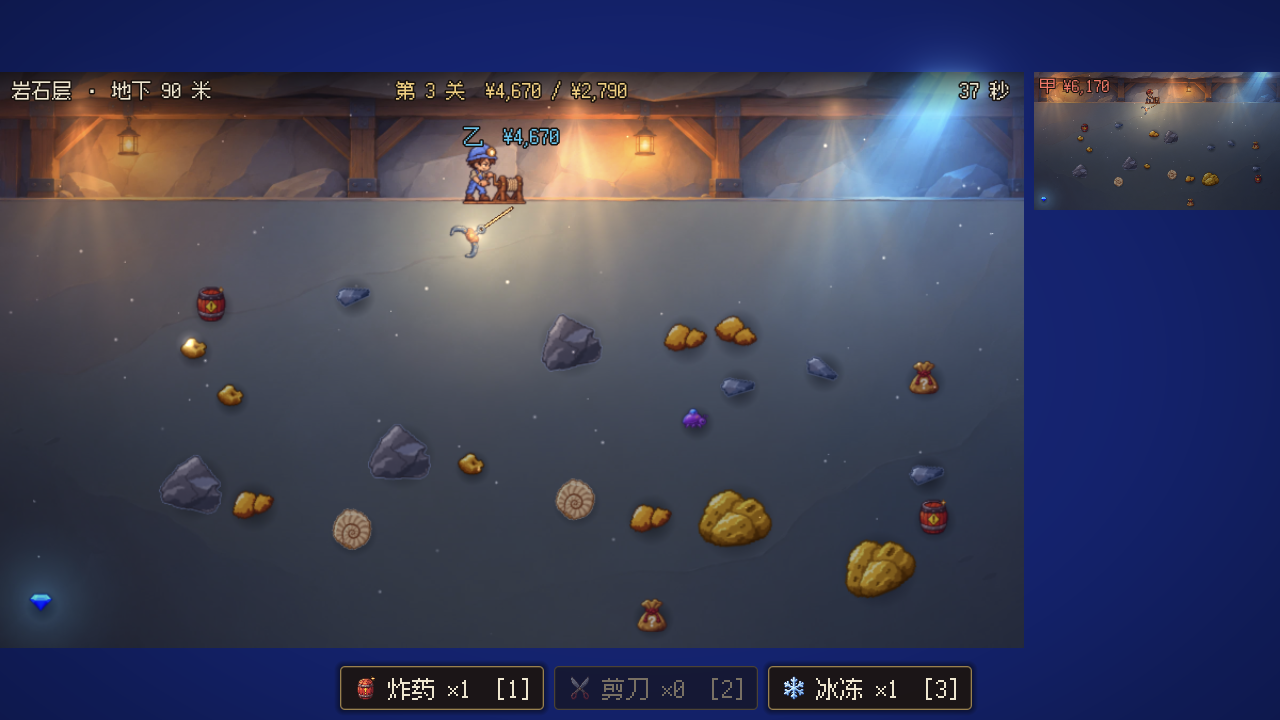 岩石层 · 地下 90 米
第 3 关 ¥4,670 / ¥2,790
37 秒
乙 ¥4,670
甲 ¥6,170
炸药 ×1 [1]
剪刀 ×0 [2]
冰冻 ×1 [3]